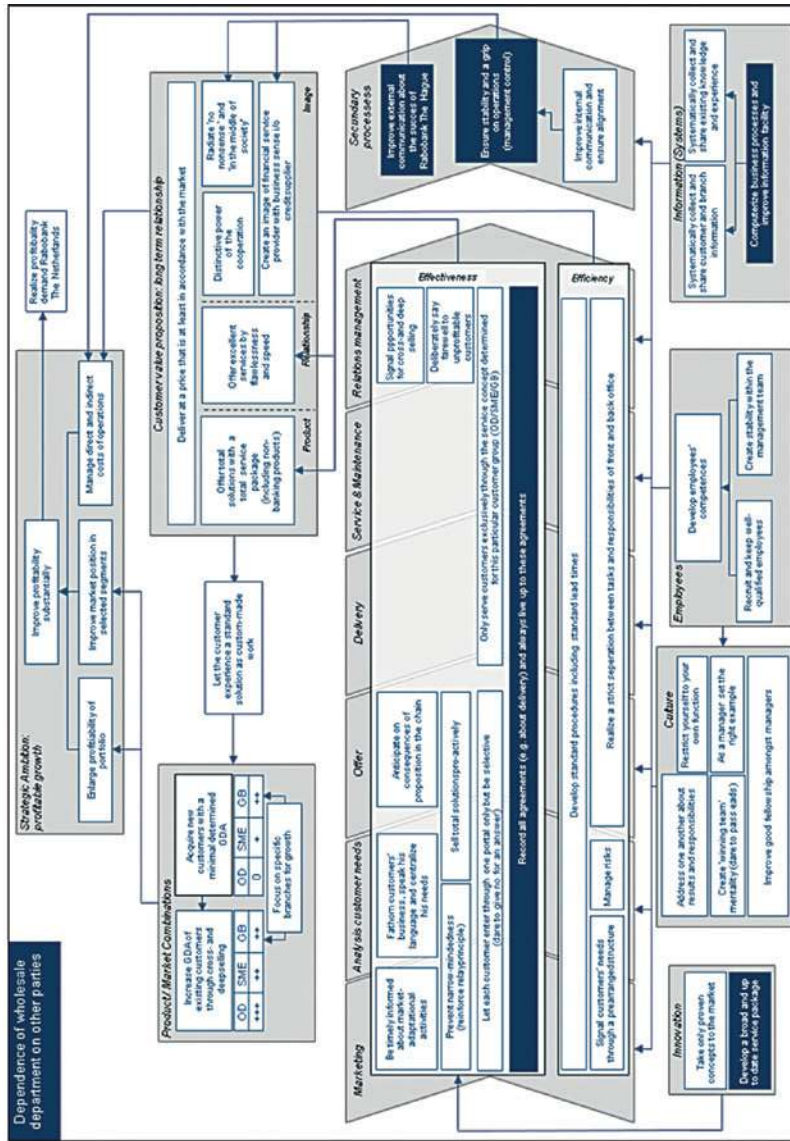 Dependence of wholesale
department on other parties
Strategic Ambition:
profitable growth
Improve profitability
substantially
Realize profitibality
demand Rabobank
The Netherlands
Enlarge profitiability of
portfolio
Improve market position in
selected segments
Manage direct and indirect
costs of operations
Product/ Market Combinations
Increase GDA of
existing customers
through cross- and
deepselling
OD SME GB
+++ ++ ++
Acquire new
customers with a
minimal determined
GDA
OD SME GB
0 + ++
Focus on specific
branches for growth
Let the customer
experience a standard
solution as custom-made
work
Customer value proposition: long term relationship
Deliver at a price that is at least in accordance with the market
Offer total
solutions with a
total service
package
(including non-
banking products)
Product
Offer excellent
services by
flawlessness
and speed
Relationship
Distinctive power
of the
cooperation
Radiate 'no
nonsense' and
'in the middle of
society'
Create an image of financial service
provider with business sense i/o
creditsupplier
Image
Marketing
Analysis customer needs
Offer
Delivery
Service & Maintenance
Relations management
Be timely informed
about market-
adaptational
activities
Fathom customers'
business, speak his
language and centralize
his needs
Anticipate on
consequences of
proposition in the chain
Signal opportunities
for cross- and deep
selling
Effectiveness
Prevent narrow-mindedness
(reinforce relayprinciple)
Sell total solutionspro-actively
Deliberately say
farewell to
unprofitable
customers
Let each customer enter through, one portal only but be selective
(dare to give no for an answer)
Only serve customers exclusively through the service concept determined
for this particular customer group (OD/SME/GB)
Record all agreements (e.g. about delivery) and always live up to these agreements
Efficiency
Develop standard procedures including standard lead times
Signal customers' needs
through a prearrangedstructure
Manage risks
Realize a strict seperation between tasks and responsibilities of front and back office
Secundary
processess
Improve external
communication about
the succes of
Rabobank The Hague
Ensure stability and a grip
on operations
(management control)
Improve internal
communication and
ensure alignment
Innovation
Take only proven
concepts to the market
Develop a broad and up
to date service package
Culture
Address one another about
results and responsibilities
Restrict yourself to your
own function
Create 'winning team'
mentality (dare to pass eads)
As a manager set the
right example
Improve good fellowship amongst managers
Employees
Develop employees'
competences
Recruit and keep well-
qualified employees
Create stability within the
management team
Information (Systems)
Systematically collect and
share customer and branch
information
Systematically collect and
share existing knowledge
and experience
Computerize business processes and
improve information facility